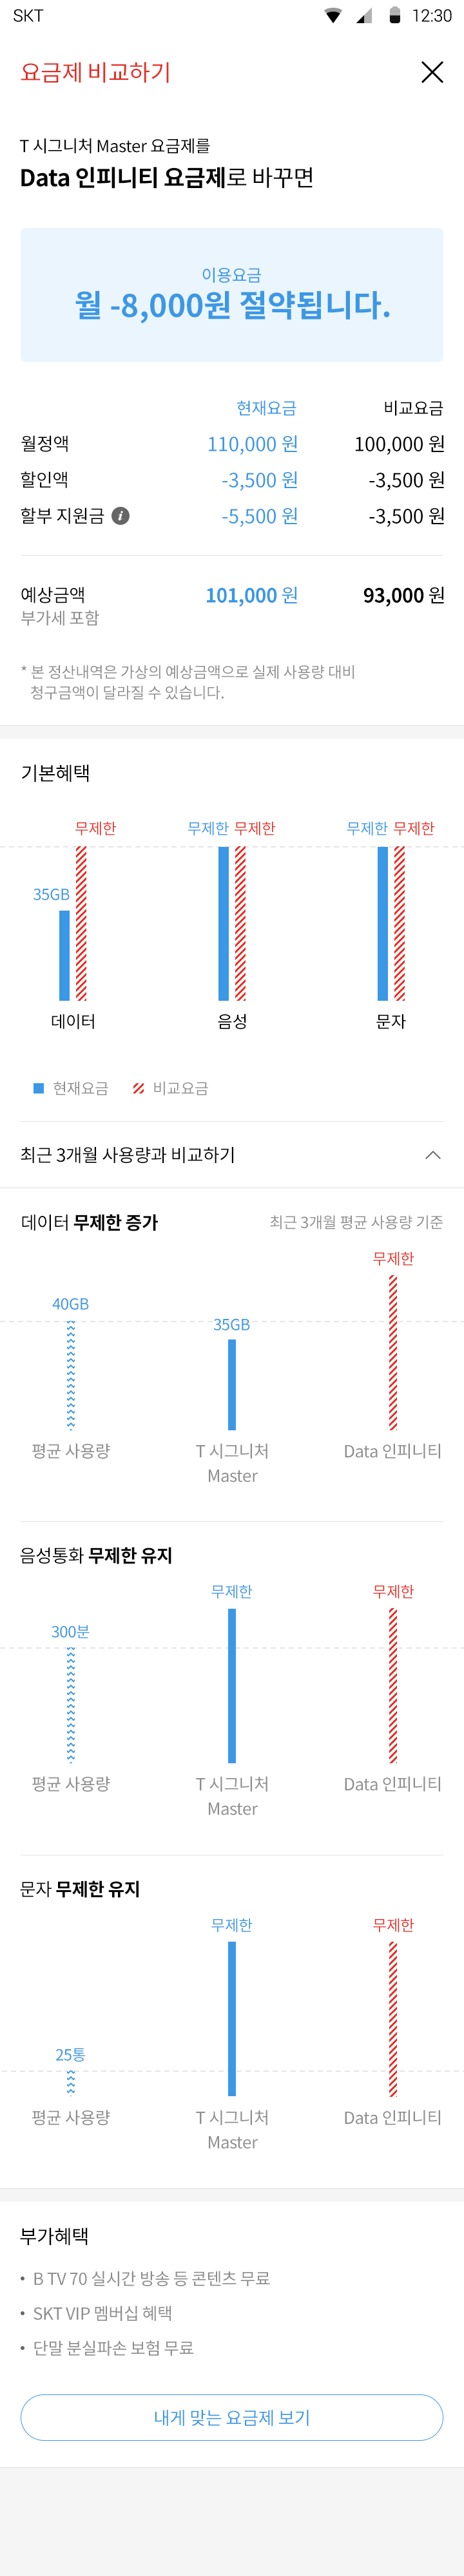 SKT 12:30
요금제 비교하기
T 시그니처 Master 요금제를
Data 인피니티 요금제로 바꾸면
이용요금
월 -8,000원 절약됩니다.
현재요금 비교요금
월정액 110,000 원 100,000 원
할인액 -3,500 원 -3,500 원
할부 지원금 i -5,500 원 -3,500 원
예상금액 101,000 원 93,000 원
부가세 포함
* 본 정산내역은 가상의 예상금액으로 실제 사용량 대비
청구금액이 달라질 수 있습니다.
기본혜택
무제한 무제한 무제한 무제한 무제한
35GB
데이터 음성 문자
현재요금 비교요금
최근 3개월 사용량과 비교하기
데이터 무제한 증가 최근 3개월 평균 사용량 기준
무제한
40GB
35GB
평균 사용량 T 시그니처 Data 인피니티
Master
음성통화 무제한 유지
무제한 무제한
300분
평균 사용량 T 시그니처 Data 인피니티
Master
문자 무제한 유지
무제한 무제한
25통
평균 사용량 T 시그니처 Data 인피니티
Master
부가혜택
• B TV 70 실시간 방송 등 콘텐츠 무료
• SKT VIP 멤버십 혜택
• 단말 분실파손 보험 무료
내게 맞는 요금제 보기